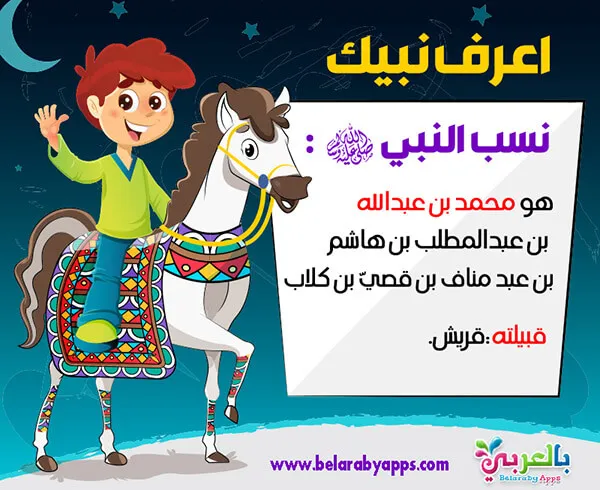 اعرف نبيك
نسب النبي ﷺ :
هو محمد بن عبدالله
بن عبدالمطلب بن هاشم
بن عبد مناف بن قصيّ بن كلاب
قبيلته :قريش.
www.belarabyapps.com
بالعربي
Belaraby Apps